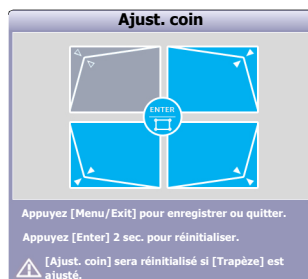 Ajust. coin
ENTER
Appuyez [Menu/Exit] pour enregistrer ou quitter.
Appuyez [Enter] 2 sec. pour réinitialiser.
[Ajust. coin] sera réinitialisé si [Trapèze] est
ajusté.